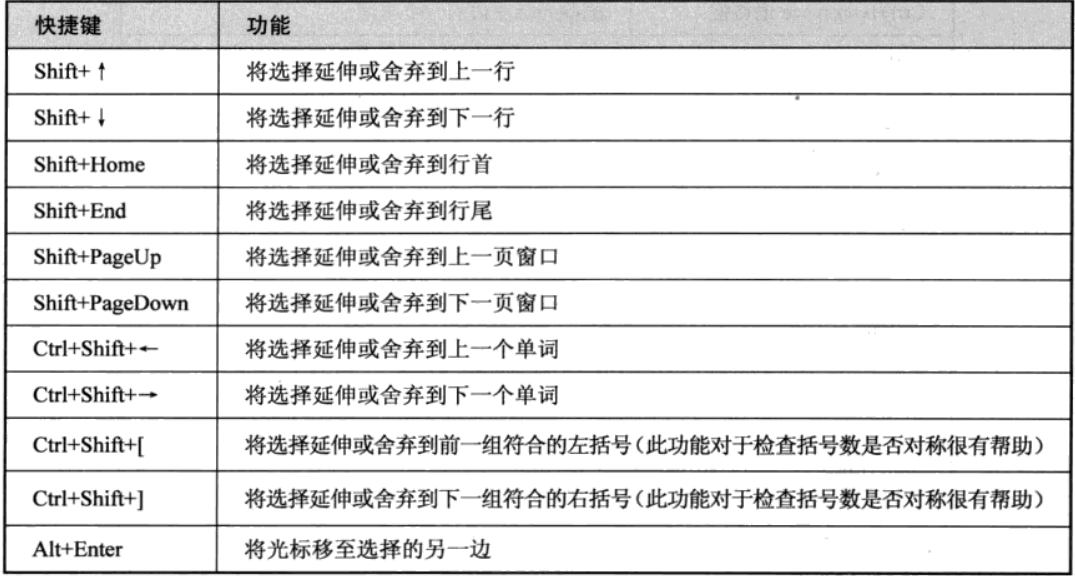 快捷键 功能
Shift+↑ 将选择延伸或舍弃到上一行
Shift+↓ 将选择延伸或舍弃到下一行
Shift+Home 将选择延伸或舍弃到行首
Shift+End 将选择延伸或舍弃到行尾
Shift+PageUp 将选择延伸或舍弃到上一页窗口
Shift+PageDown 将选择延伸或舍弃到下一页窗口
Ctrl+Shift+← 将选择延伸或舍弃到上一个单词
Ctrl+Shift+→ 将选择延伸或舍弃到下一个单词
Ctrl+Shift+[ 将选择延伸或舍弃到前一组符合的左括号(此功能对于检查括号数是否对称很有帮助)
Ctrl+Shift+] 将选择延伸或舍弃到下一组符合的右括号(此功能对于检查括号数是否对称很有帮助)
Alt+Enter 将光标移至选择的另一边